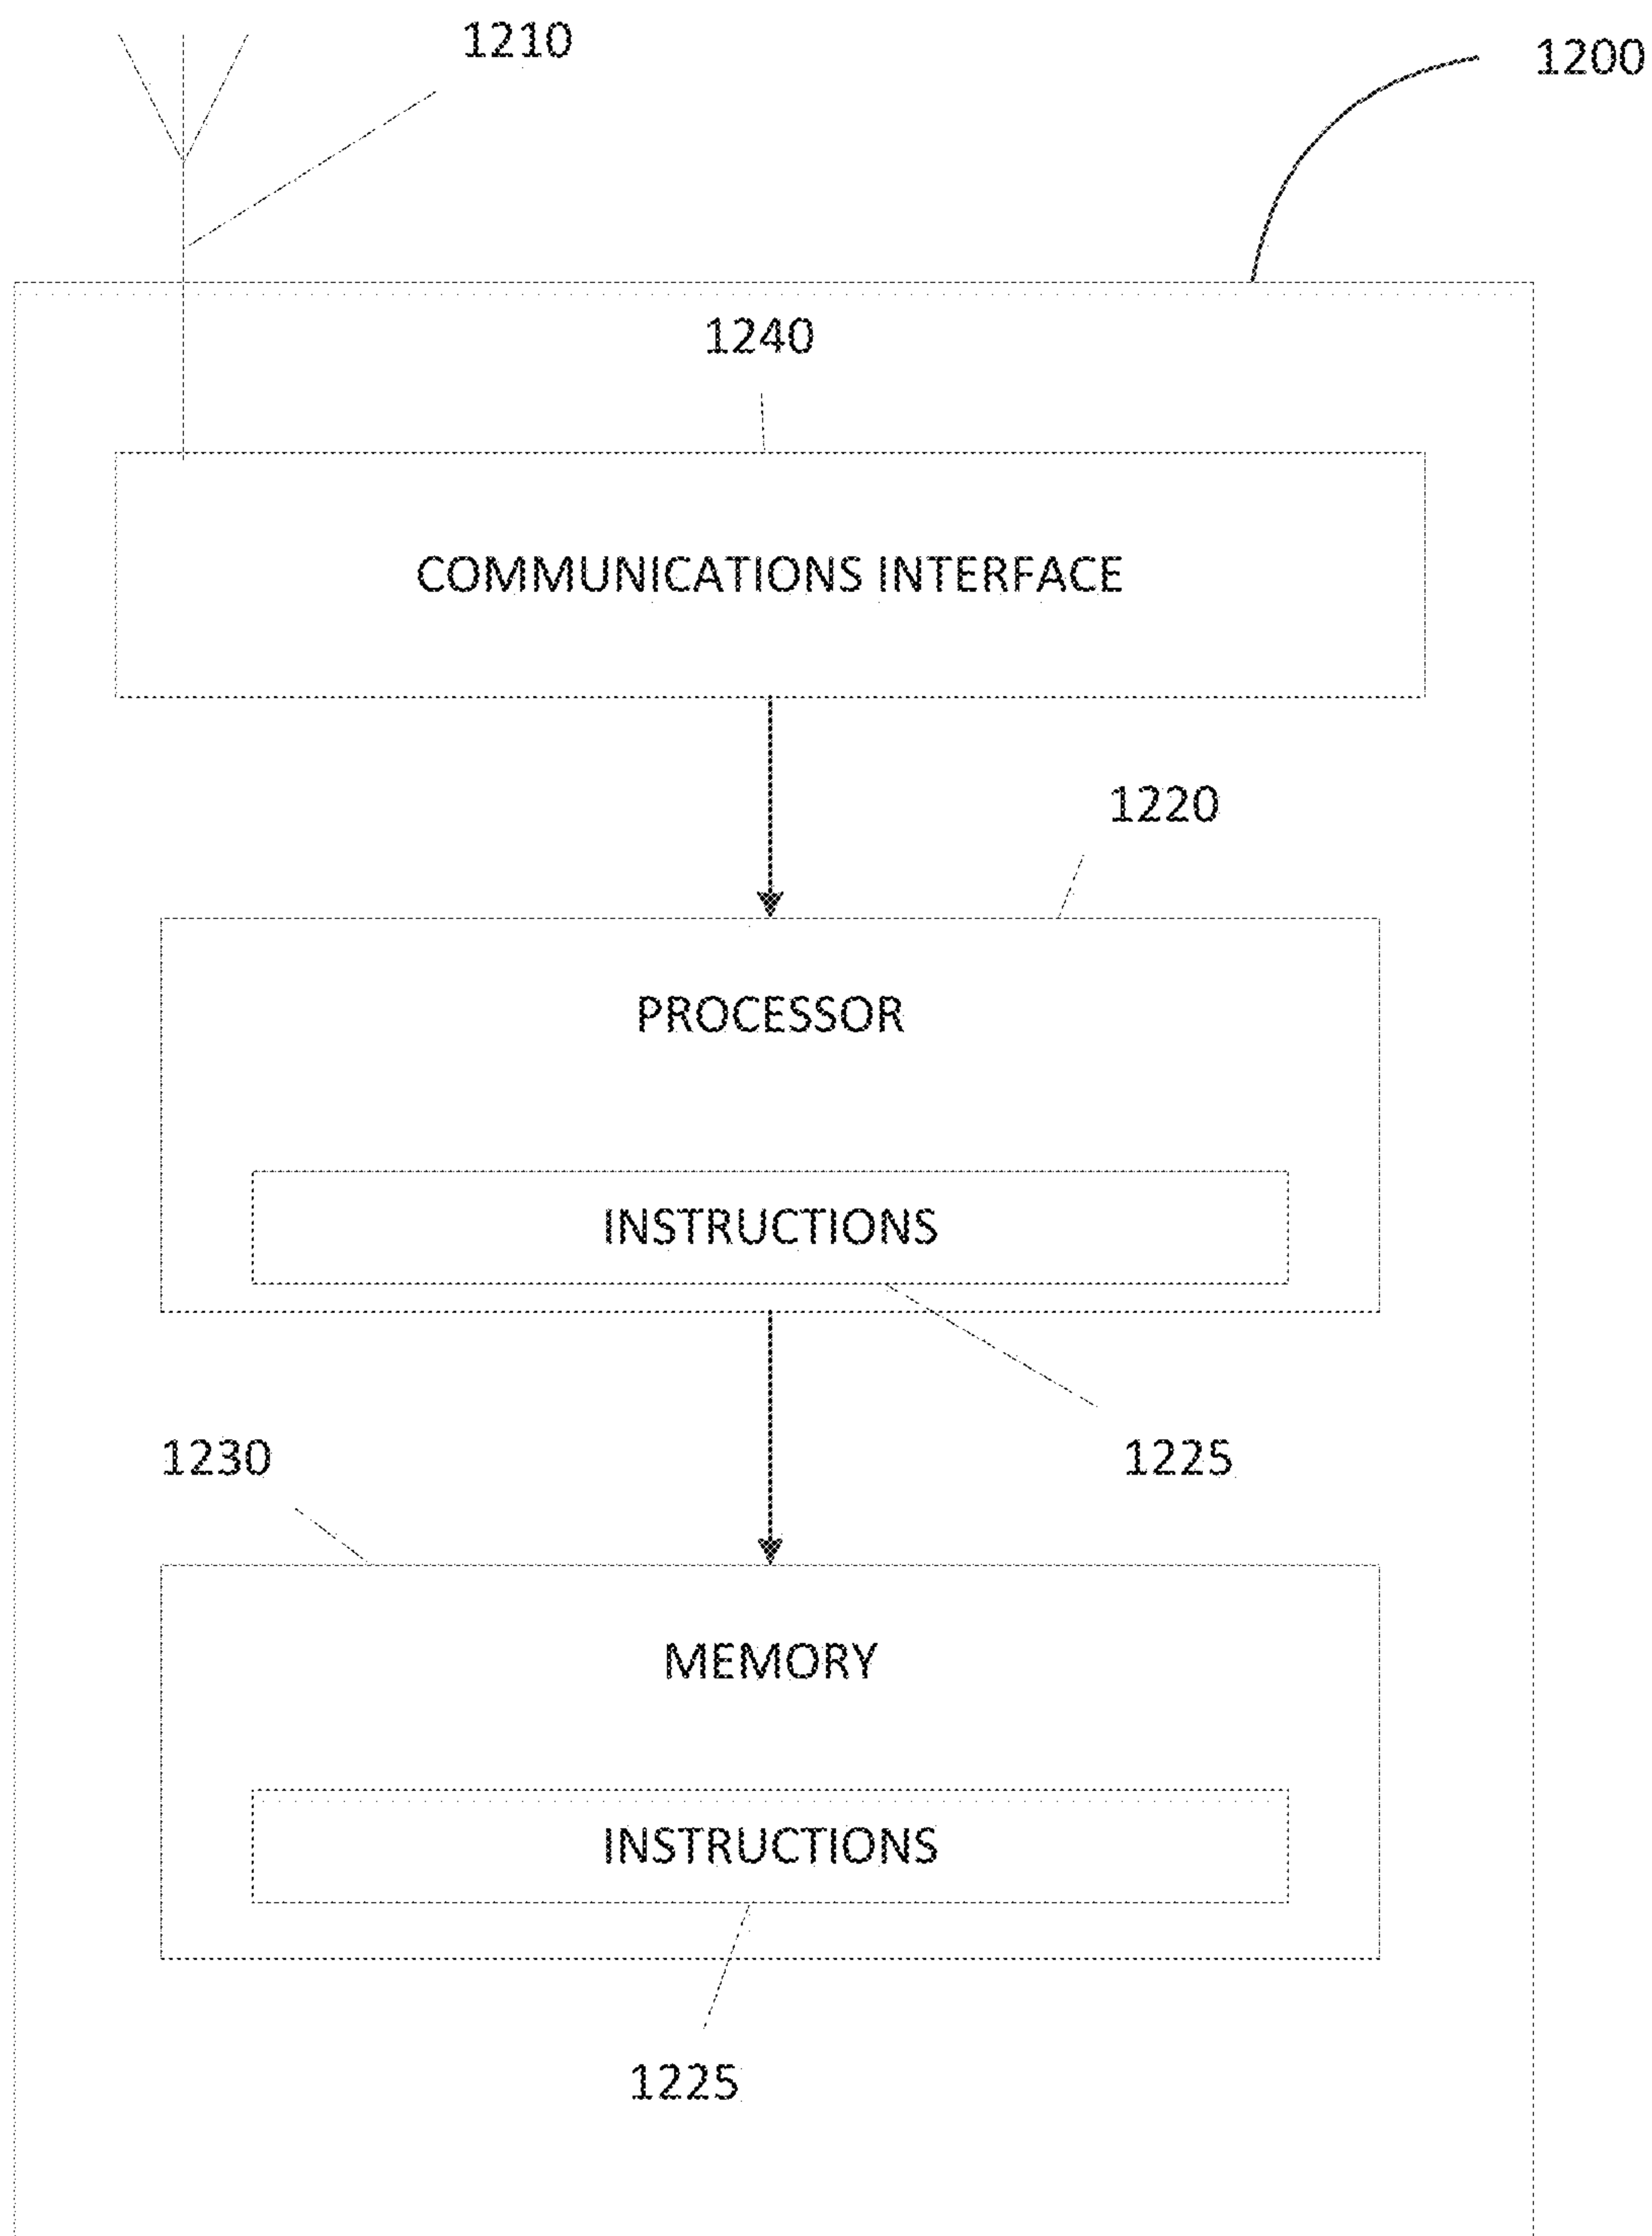 1210
1200
1240
COMMUNICATIONS INTERFACE
1220
PROCESSOR
INSTRUCTIONS
1225
1230
MEMORY
INSTRUCTIONS
1225